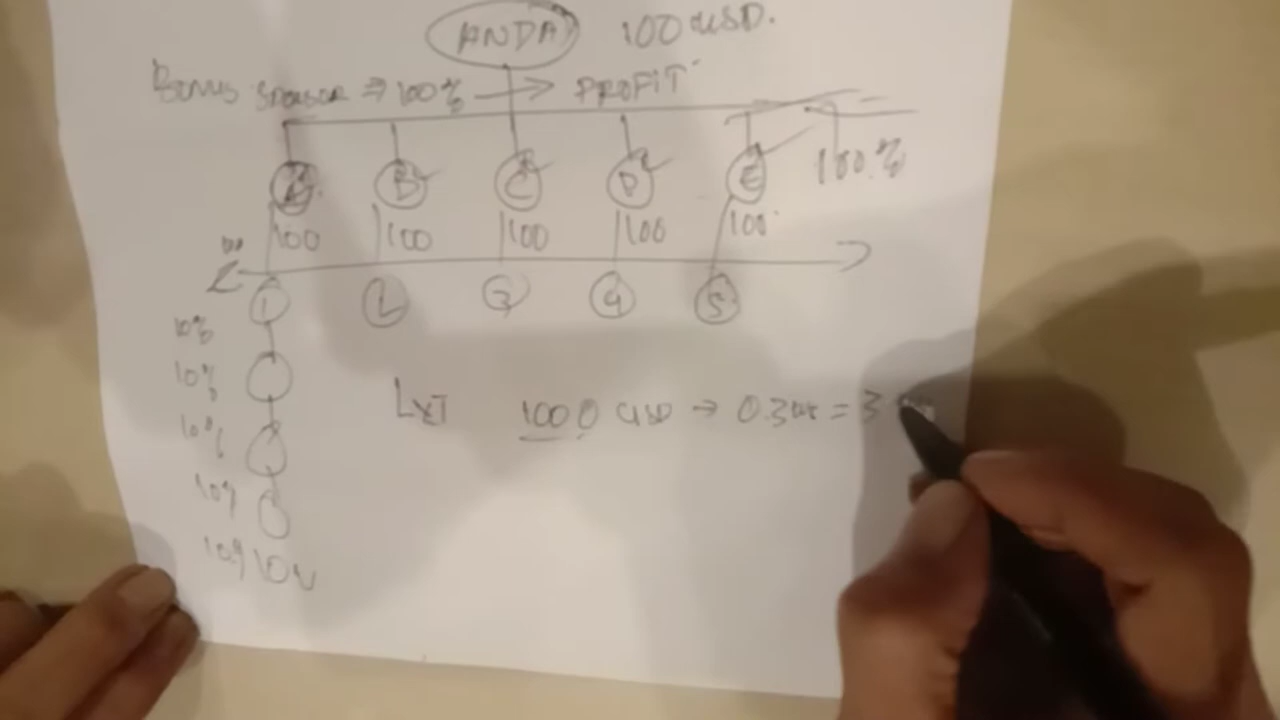 ANDA 100 USD.
Bonus sponsor ⇒ 100% → PROFIT
A B C D E 100%
100 100 100 100 100
1 2 3 4 5
10%
10%
10%
10%
10%
1000 USD → 0.3% = 3